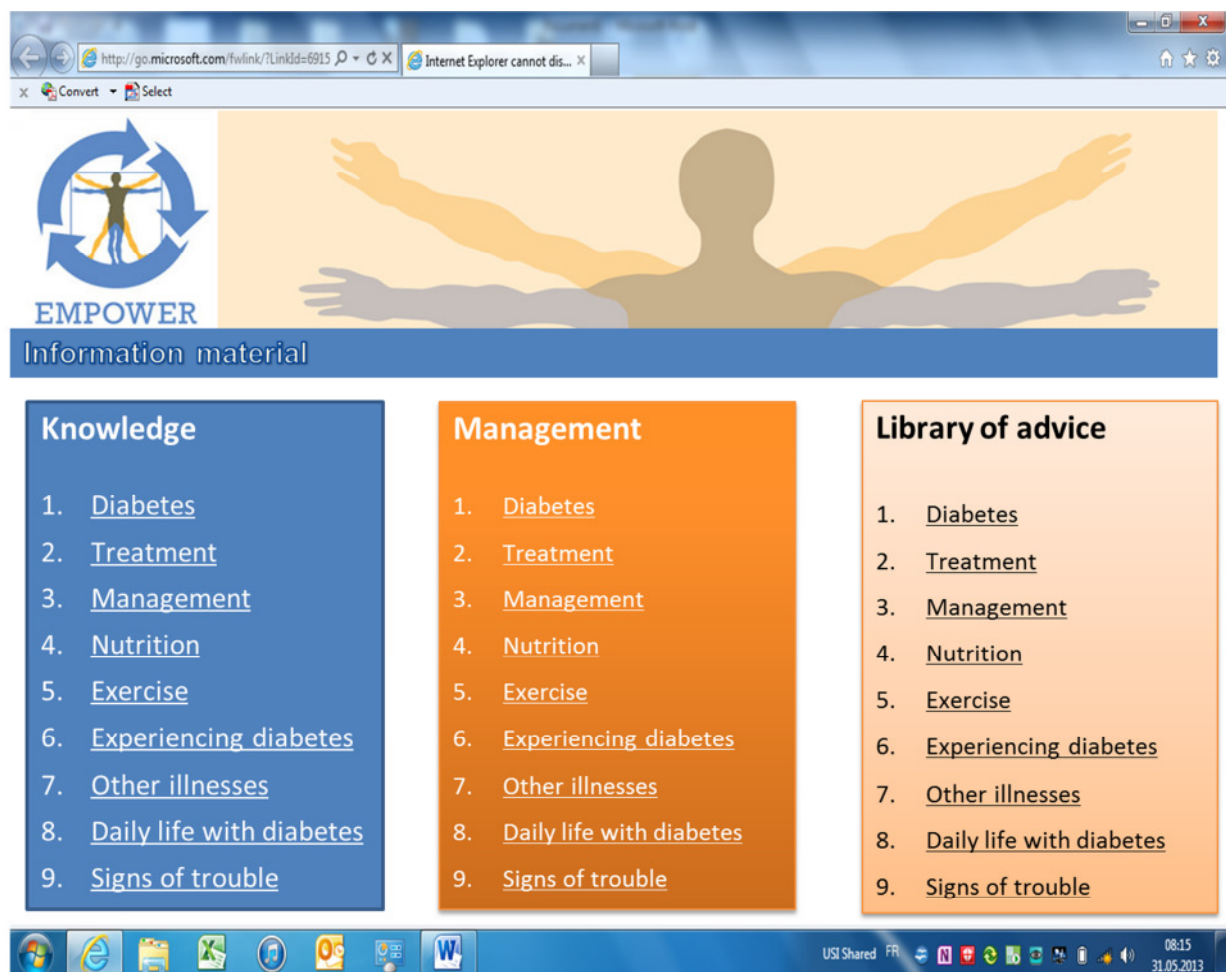 http://go.microsoft.com/fwlink/?LinkId=6915
Internet Explorer cannot dis...
x Convert Select
EMPOWER
Information material
Knowledge
1. Diabetes
2. Treatment
3. Management
4. Nutrition
5. Exercise
6. Experiencing diabetes
7. Other illnesses
8. Daily life with diabetes
9. Signs of trouble
Management
1. Diabetes
2. Treatment
3. Management
4. Nutrition
5. Exercise
6. Experiencing diabetes
7. Other illnesses
8. Daily life with diabetes
9. Signs of trouble
Library of advice
1. Diabetes
2. Treatment
3. Management
4. Nutrition
5. Exercise
6. Experiencing diabetes
7. Other illnesses
8. Daily life with diabetes
9. Signs of trouble
USI Shared FR
08:15
31.05.2013